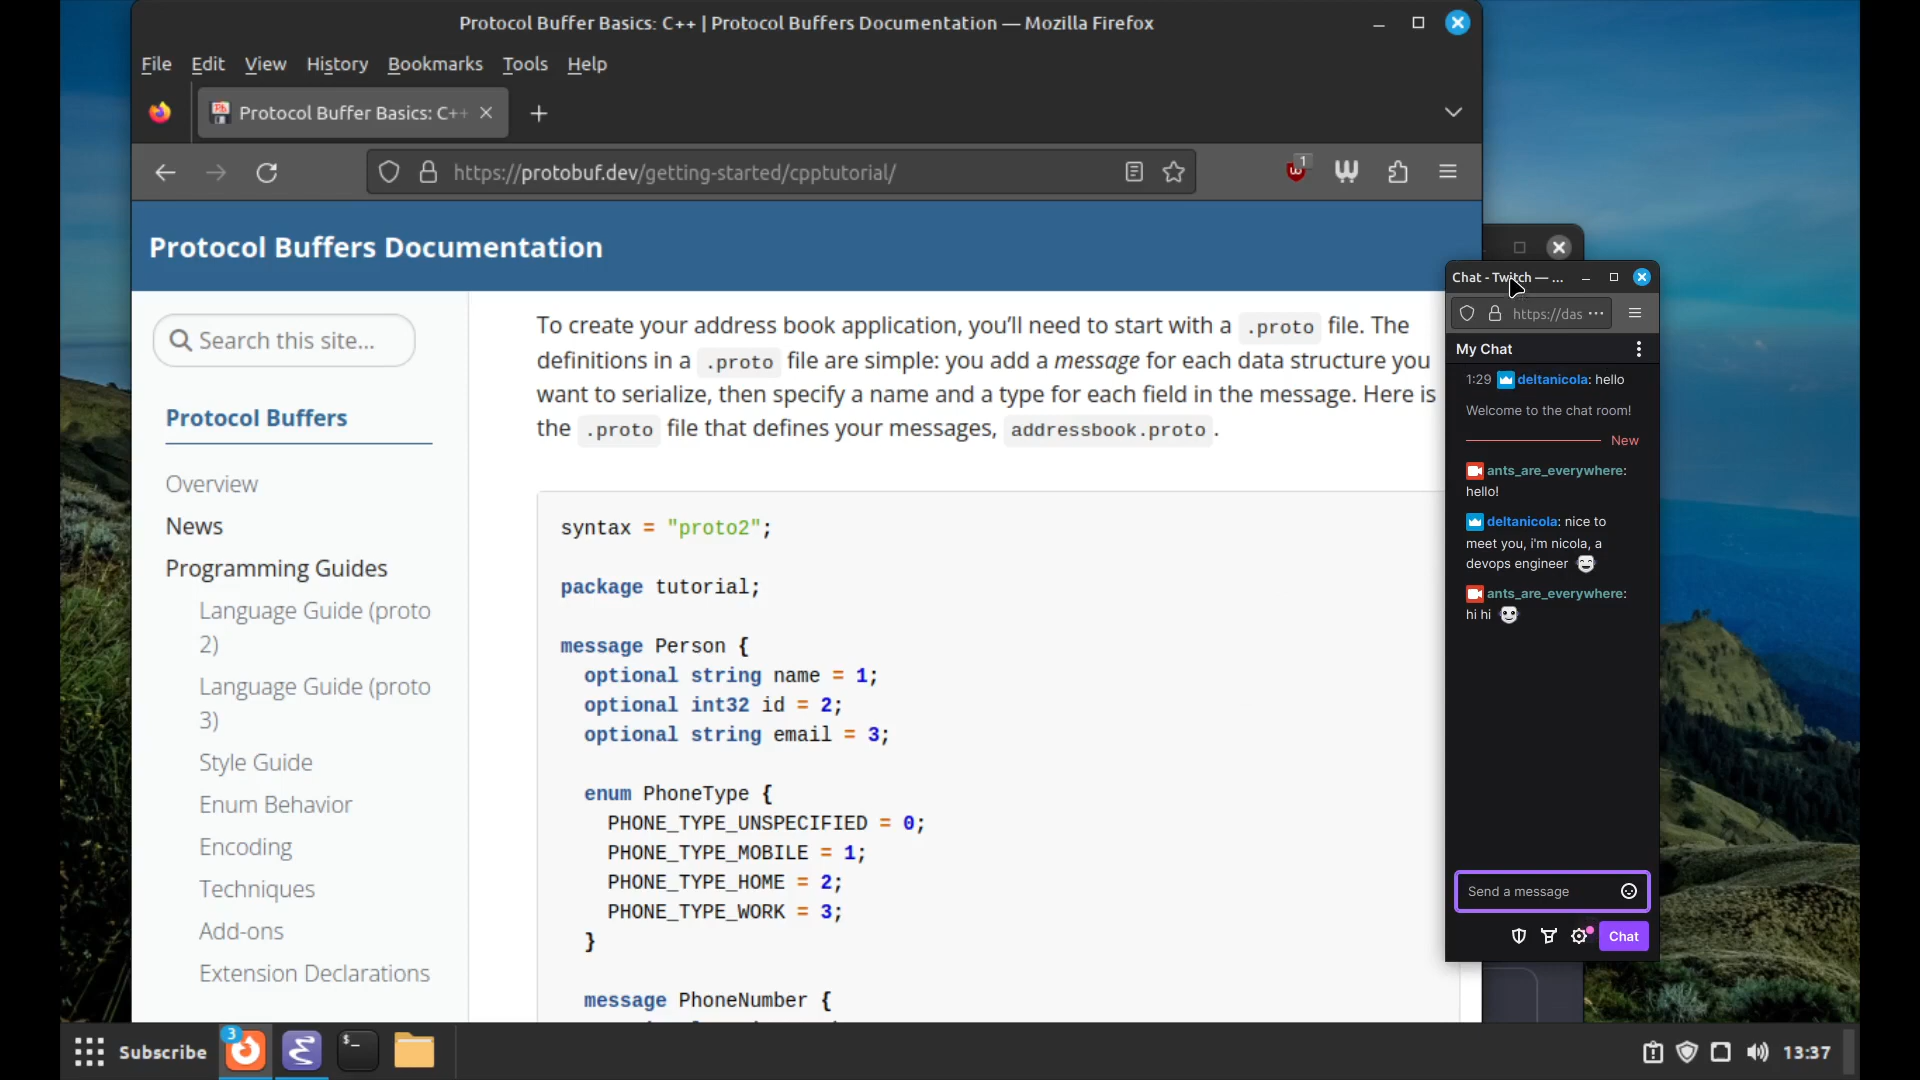 Protocol Buffer Basics: C++ | Protocol Buffers Documentation — Mozilla Firefox
File Edit View History Bookmarks Tools Help
Protocol Buffer Basics: C++
1
https://protobuf.dev/getting-started/cpptutorial/
Protocol Buffers Documentation
Search this site...
Protocol Buffers
Overview
News
Programming Guides
Language Guide (proto
2)
Language Guide (proto
3)
Style Guide
Enum Behavior
Encoding
Techniques
Add-ons
Extension Declarations
To create your address book application, you’ll need to start with a .proto file. The
definitions in a .proto file are simple: you add a message for each data structure you
want to serialize, then specify a name and a type for each field in the message. Here is
the .proto file that defines your messages, addressbook.proto.
syntax = "proto2";
package tutorial;
message Person {
optional string name = 1;
optional int32 id = 2;
optional string email = 3;
enum PhoneType {
PHONE_TYPE_UNSPECIFIED = 0;
PHONE_TYPE_MOBILE = 1;
PHONE_TYPE_HOME = 2;
PHONE_TYPE_WORK = 3;
}
message PhoneNumber {
Chat - Twitch — ...
https://das
My Chat
1:29 deltanicola: hello
Welcome to the chat room!
New
ants_are_everywhere:
hello!
deltanicola: nice to
meet you, i'm nicola, a
devops engineer
ants_are_everywhere:
hi hi
Send a message
Chat
Subscribe
3
$_
13:37